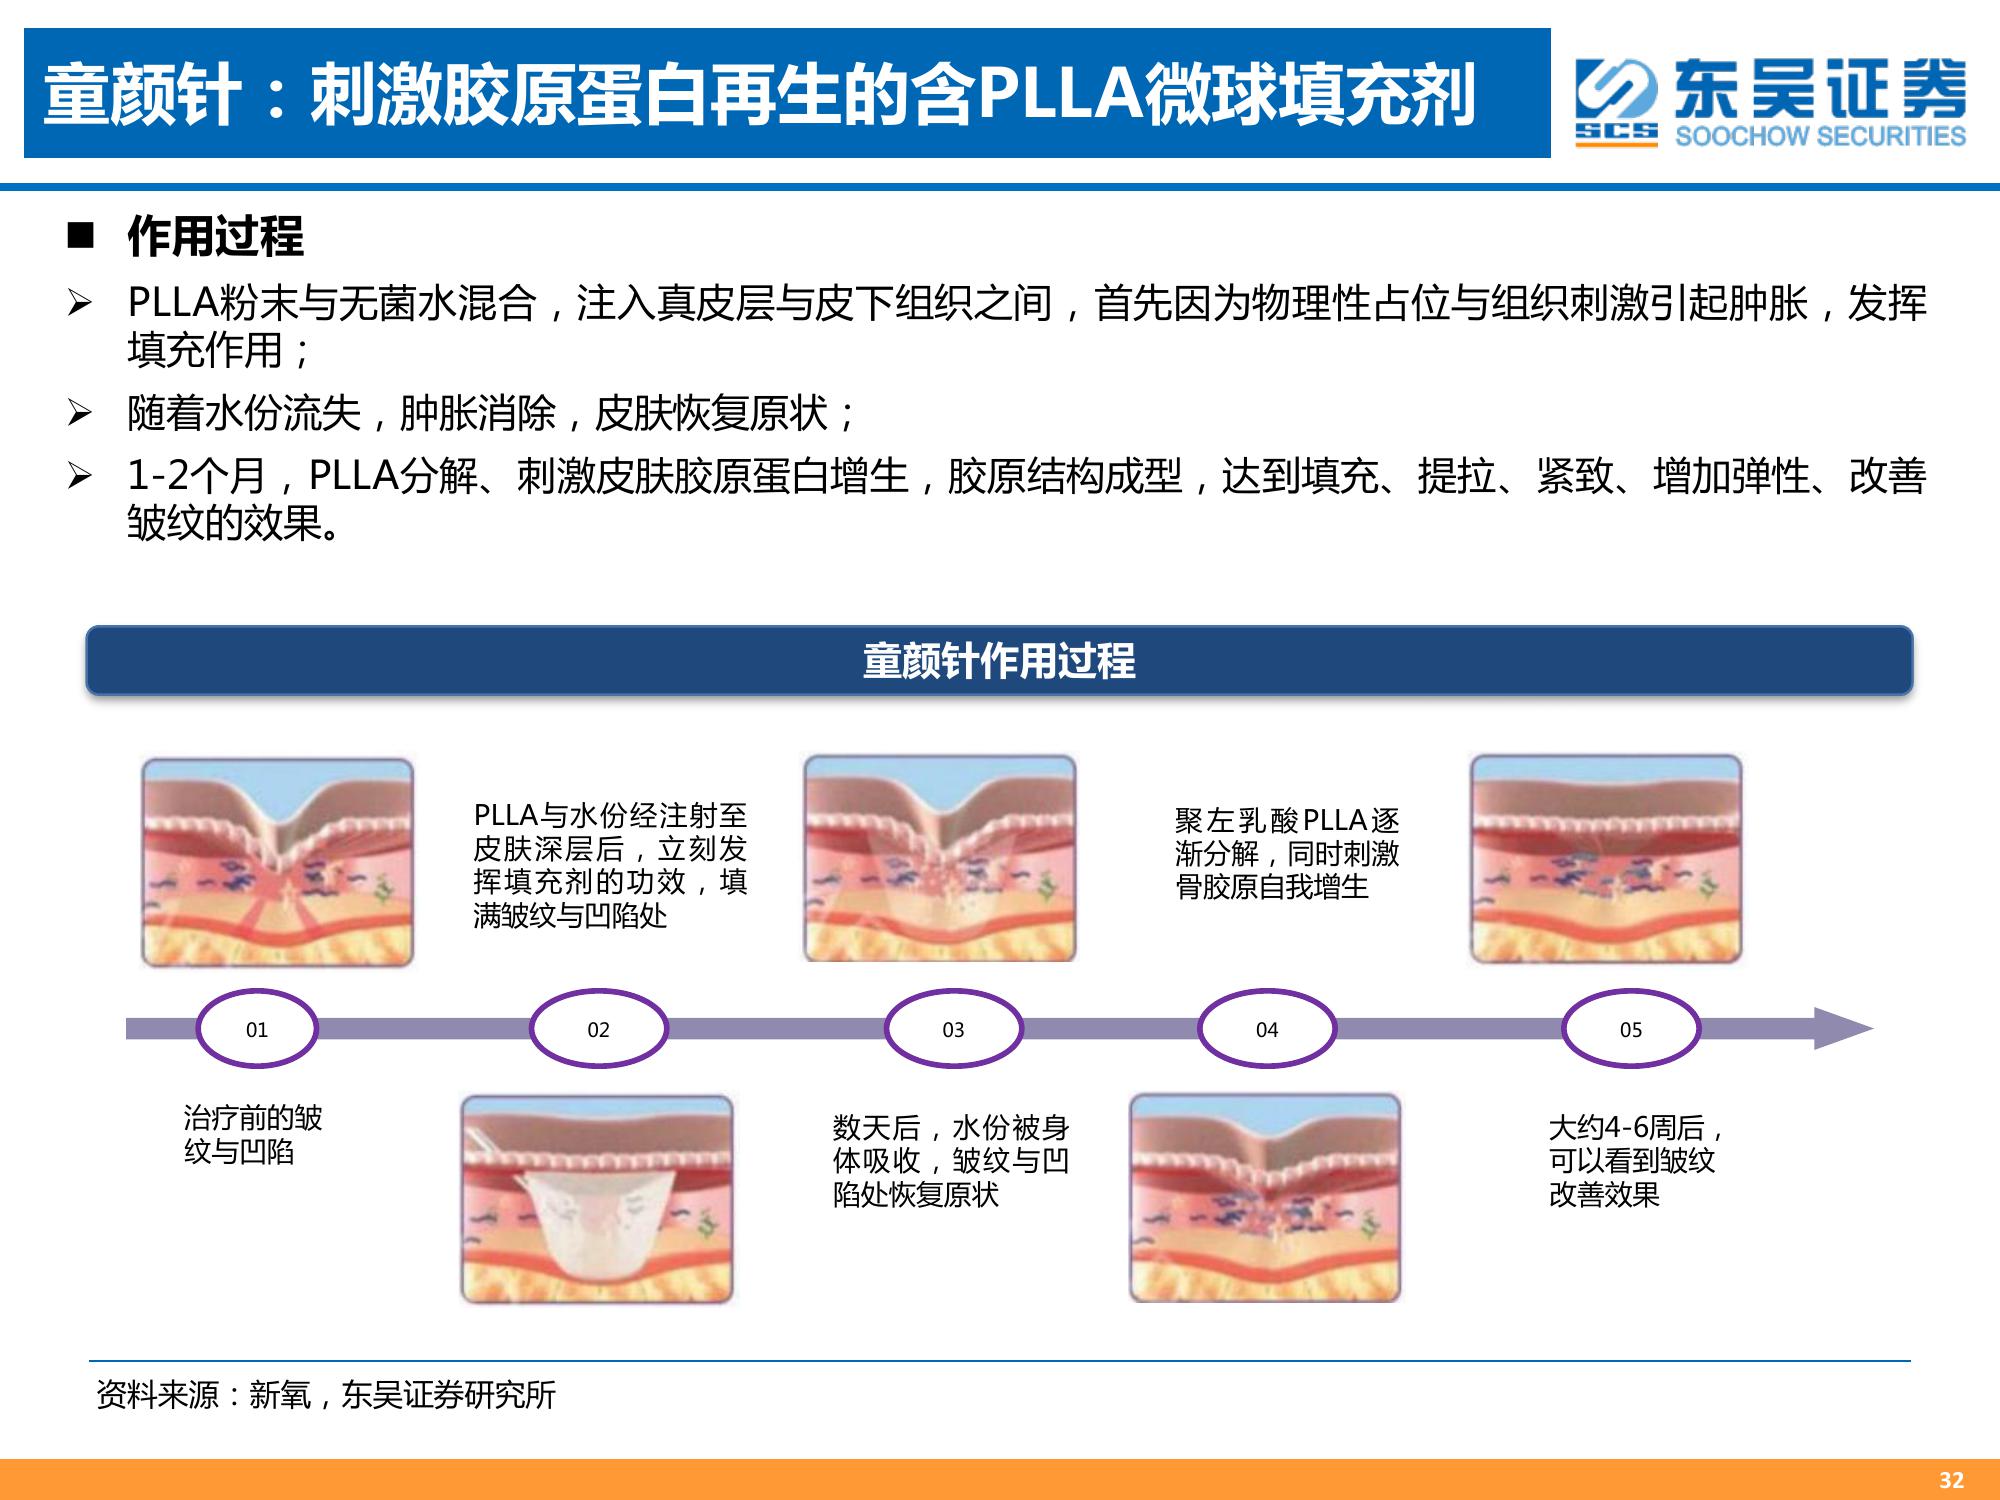 童颜针：刺激胶原蛋白再生的含PLLA微球填充剂
SCS
东吴证券
SOOCHOW SECURITIES
作用过程
PLLA粉末与无菌水混合，注入真皮层与皮下组织之间，首先因为物理性占位与组织刺激引起肿胀，发挥
填充作用；
随着水份流失，肿胀消除，皮肤恢复原状；
1-2个月，PLLA分解、刺激皮肤胶原蛋白增生，胶原结构成型，达到填充、提拉、紧致、增加弹性、改善
皱纹的效果。
童颜针作用过程
PLLA与水份经注射至
皮肤深层后，立刻发
挥填充剂的功效，填
满皱纹与凹陷处
聚左乳酸PLLA逐
渐分解，同时刺激
骨胶原自我增生
01
02
03
04
05
治疗前的皱
纹与凹陷
数天后，水份被身
体吸收，皱纹与凹
陷处恢复原状
大约4-6周后，
可以看到皱纹
改善效果
资料来源：新氧，东吴证券研究所
32